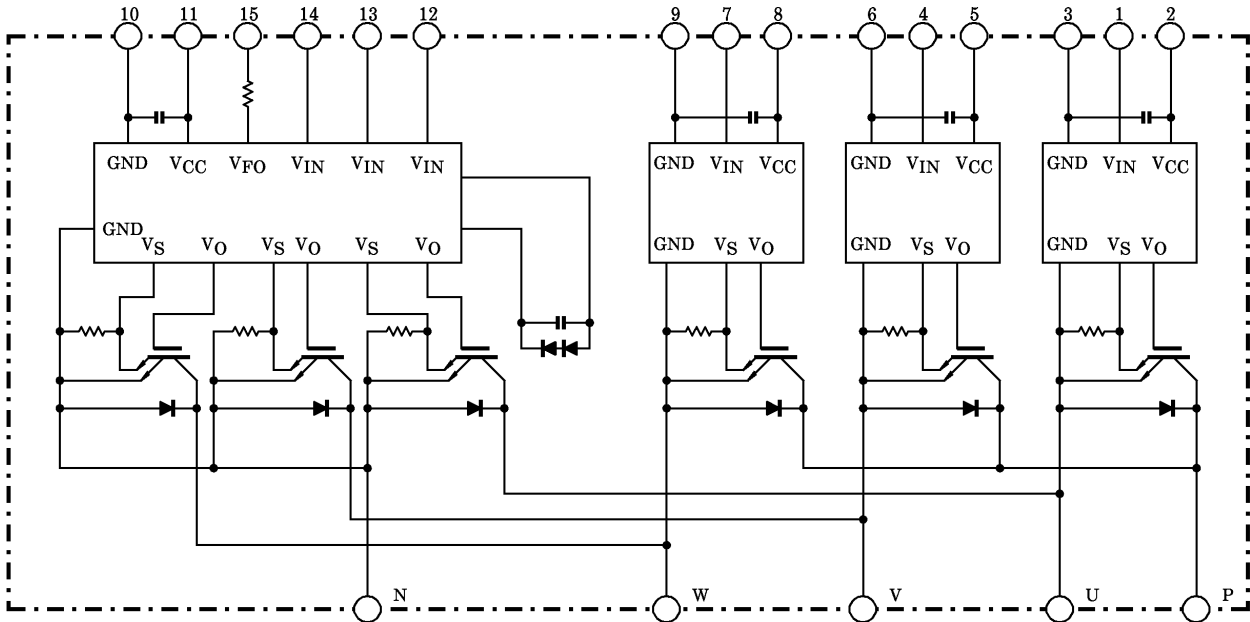 10 11 15 14 13 12 9 7 8 6 4 5 3 1 2
GND VCC VFO VIN VIN VIN GND VIN VCC GND VIN VCC GND VIN VCC
GND
VS VO VS VO VS VO GND VS VO GND VS VO GND VS VO
N W V U P